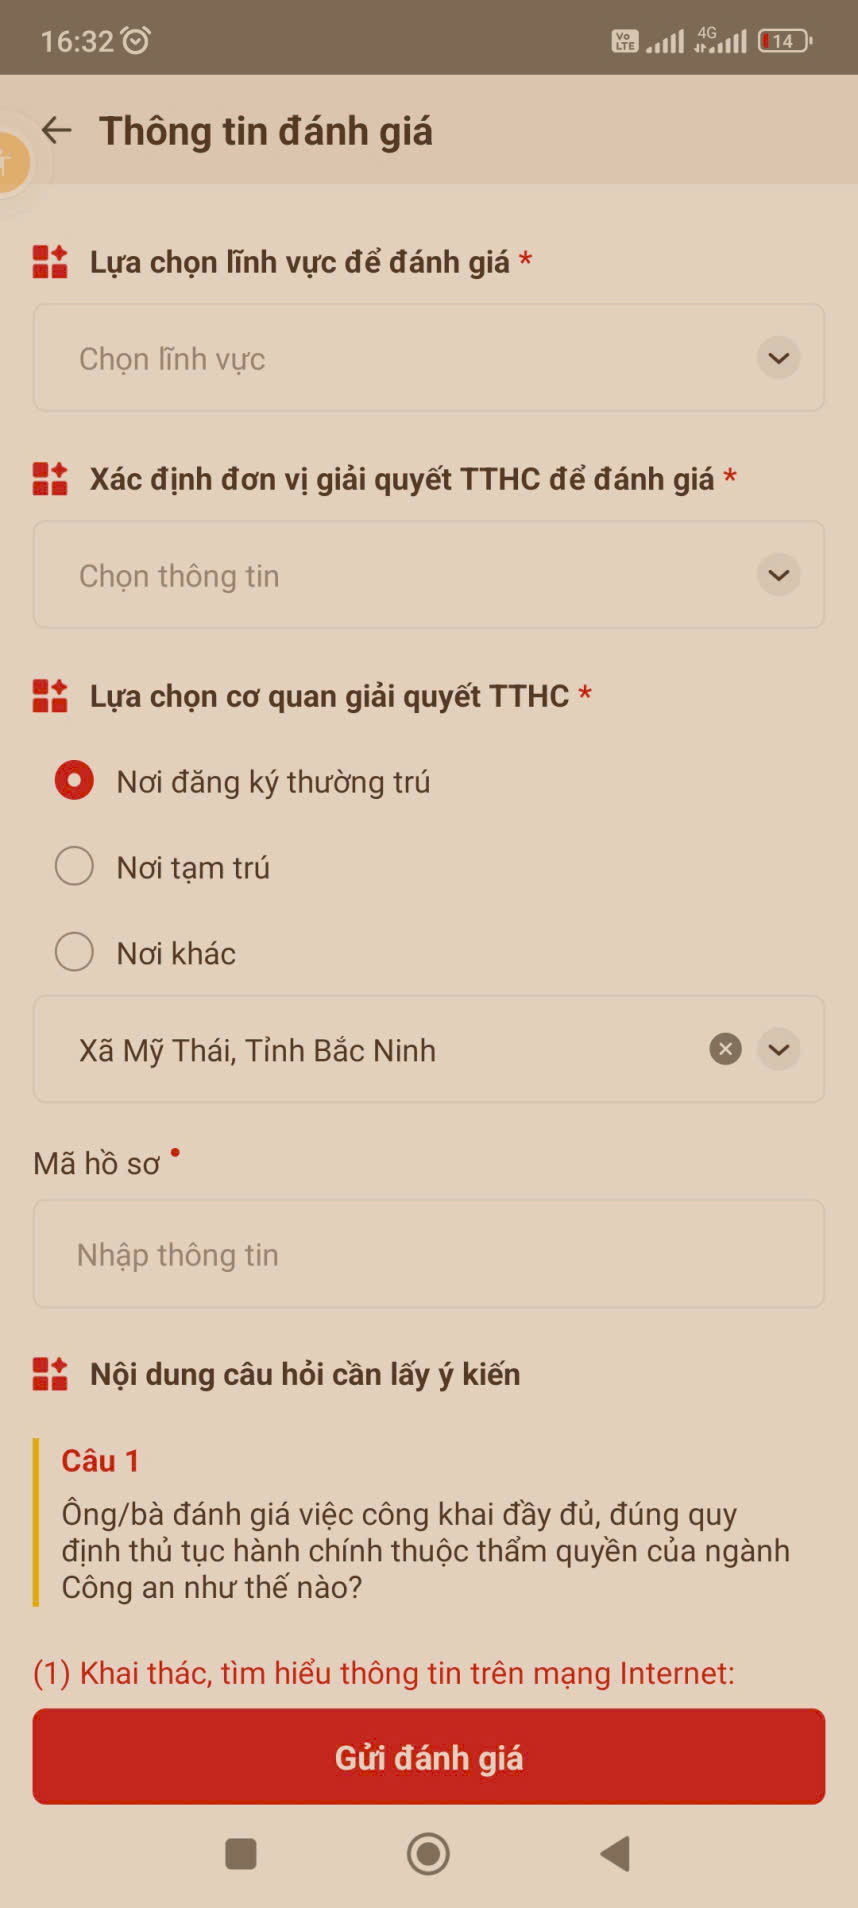 16:32
Vo LTE 4G 14
Thông tin đánh giá
Lựa chọn lĩnh vực để đánh giá *
Chọn lĩnh vực
Xác định đơn vị giải quyết TTHC để đánh giá *
Chọn thông tin
Lựa chọn cơ quan giải quyết TTHC *
Nơi đăng ký thường trú
Nơi tạm trú
Nơi khác
Xã Mỹ Thái, Tỉnh Bắc Ninh
Mã hồ sơ
Nhập thông tin
Nội dung câu hỏi cần lấy ý kiến
Câu 1
Ông/bà đánh giá việc công khai đầy đủ, đúng quy
định thủ tục hành chính thuộc thẩm quyền của ngành
Công an như thế nào?
(1) Khai thác, tìm hiểu thông tin trên mạng Internet:
Gửi đánh giá